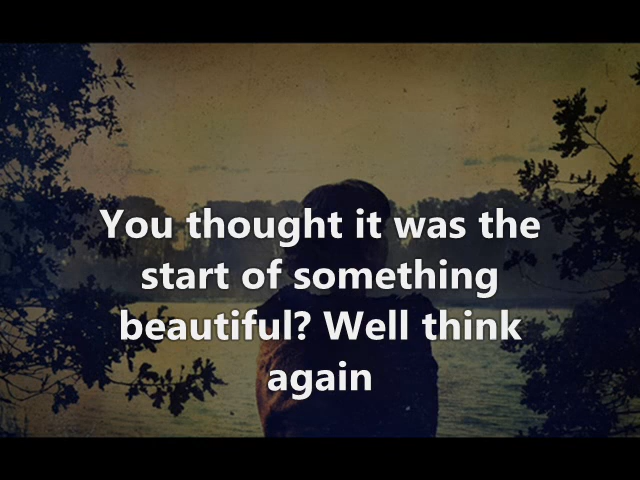 You thought it was the
start of something
beautiful? Well think
again